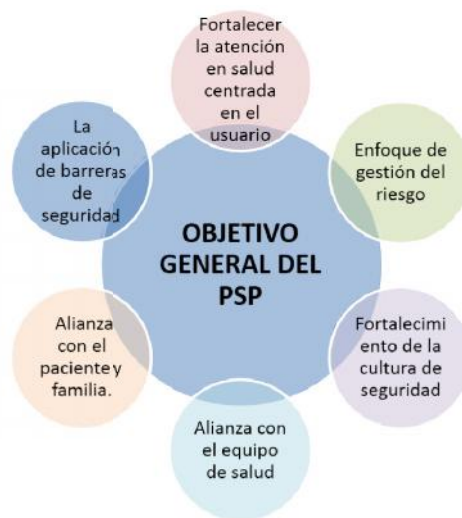 Fortalecer
la atención
en salud
centrada
en el
usuario
Enfoque de
gestión del
riesgo
Fortalecimi
ento de la
cultura de
seguridad
Alianza con
el equipo
de salud
Alianza
con el
paciente y
familia.
La
aplicación
de barreras
de
seguridad
OBJETIVO
GENERAL DEL
PSP